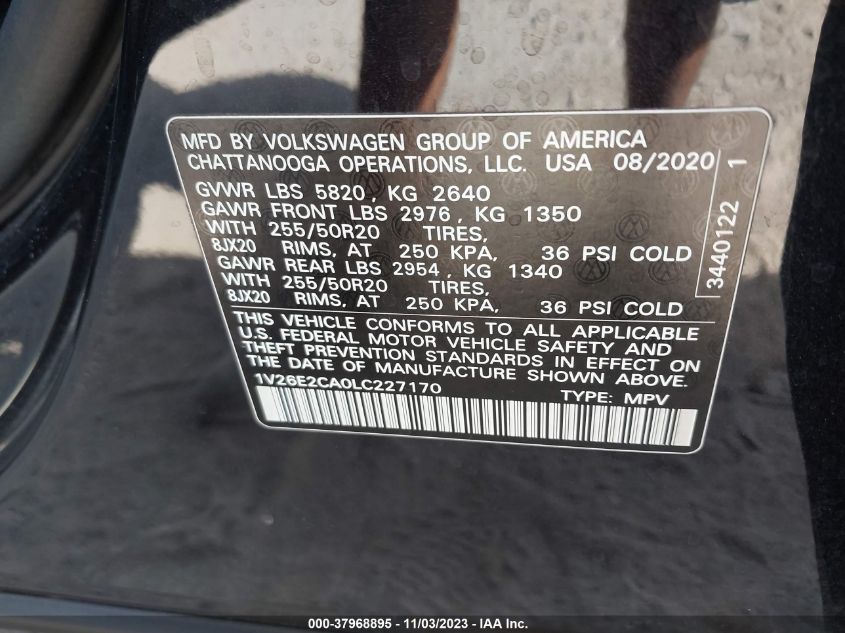 MFD BY VOLKSWAGEN GROUP OF AMERICA
CHATTANOOGA OPERATIONS, LLC. USA 08/2020
GVWR LBS 5820, KG 2640
GAWR FRONT LBS 2976, KG 1350
WITH 255/50R20 TIRES,
8JX20 RIMS, AT 250 KPA, 36 PSI COLD
GAWR REAR LBS 2954, KG 1340
WITH 255/50R20 TIRES,
8JX20 RIMS, AT 250 KPA, 36 PSI COLD
THIS VEHICLE CONFORMS TO ALL APPLICABLE
U.S. FEDERAL MOTOR VEHICLE SAFETY AND
THEFT PREVENTION STANDARDS IN EFFECT ON
THE DATE OF MANUFACTURE SHOWN ABOVE.
1V26E2CA0LC227170 TYPE: MPV
3440122 1
000-37968895 - 11/03/2023 - IAA Inc.